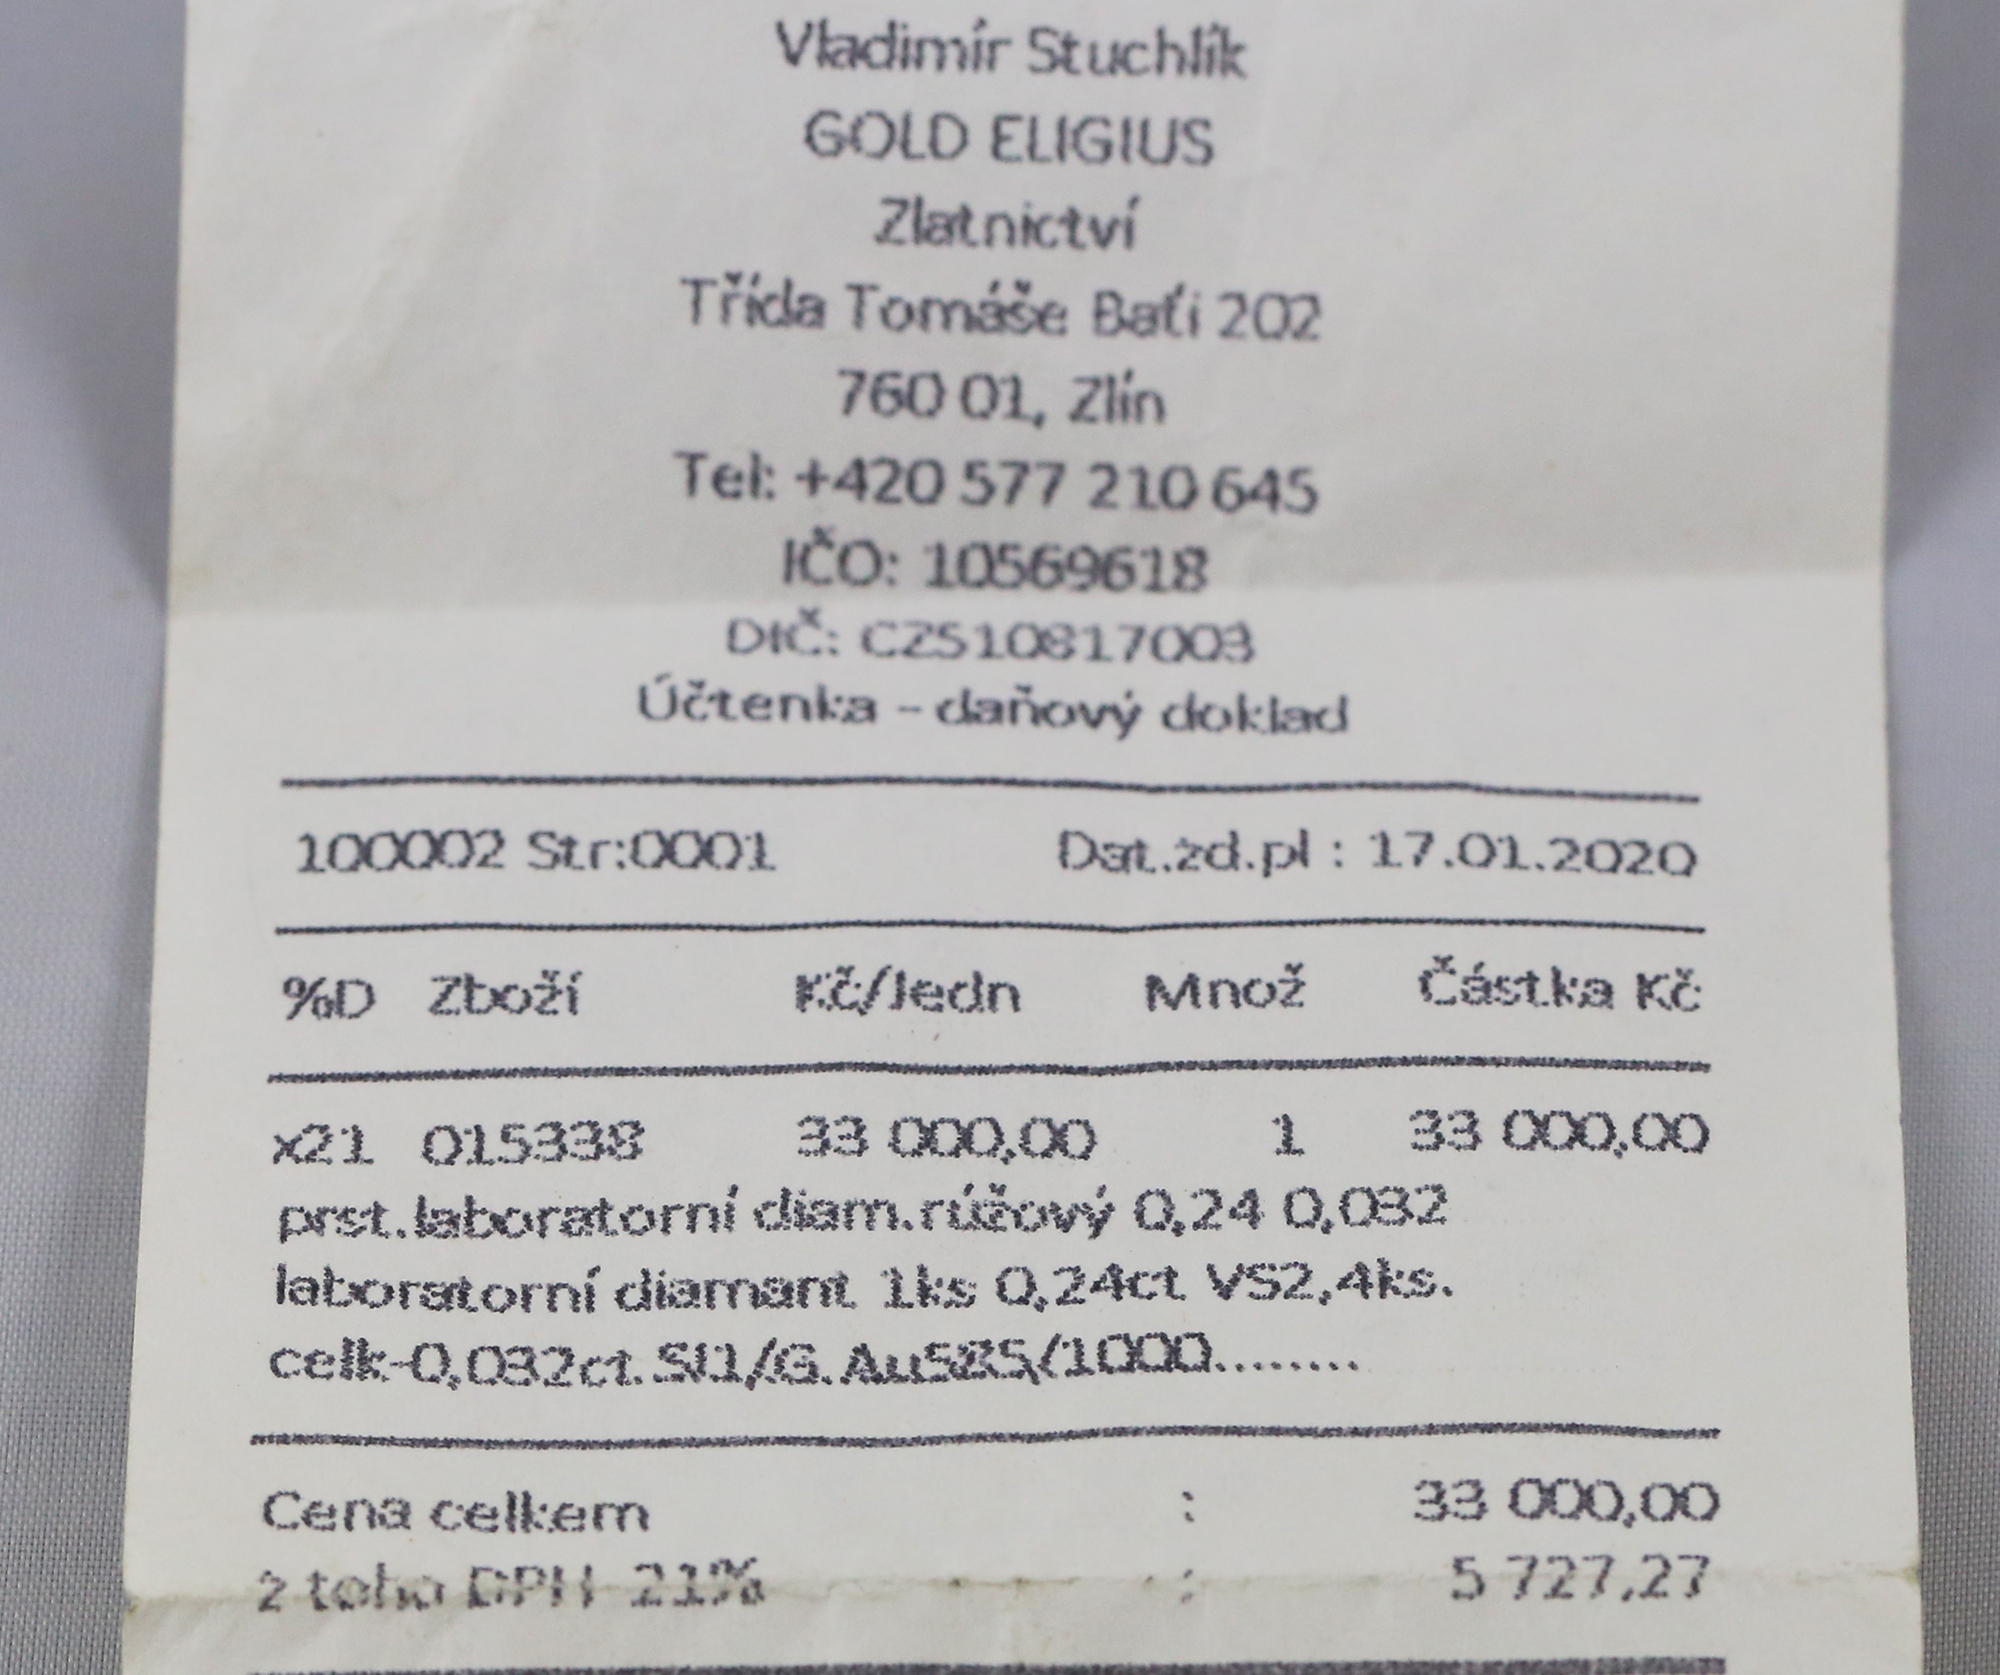 Vladimír Stuchlík
GOLD ELIGIUS
Zlatnictví
Třída Tomáše Bati 202
760 01, Zlín
Tel: +420 577 210 645
IČO: 10569618
DIČ: CZ510817003
Účtenka - daňový doklad
100002 Str:0001 Dat.zd.pl : 17.01.2020
%D Zboží Kč/Jedn Množ Částka Kč
x21 015338 33 000,00 1 33 000,00
prst.laboratorní diam.růžový 0,24 0,032
laboratorní diamant 1ks 0,24ct VS2,4ks.
celk-0,032ct.SI1/G.Au585/1000........
Cena celkem : 33 000,00
z toho DPH 21% : 5 727,27